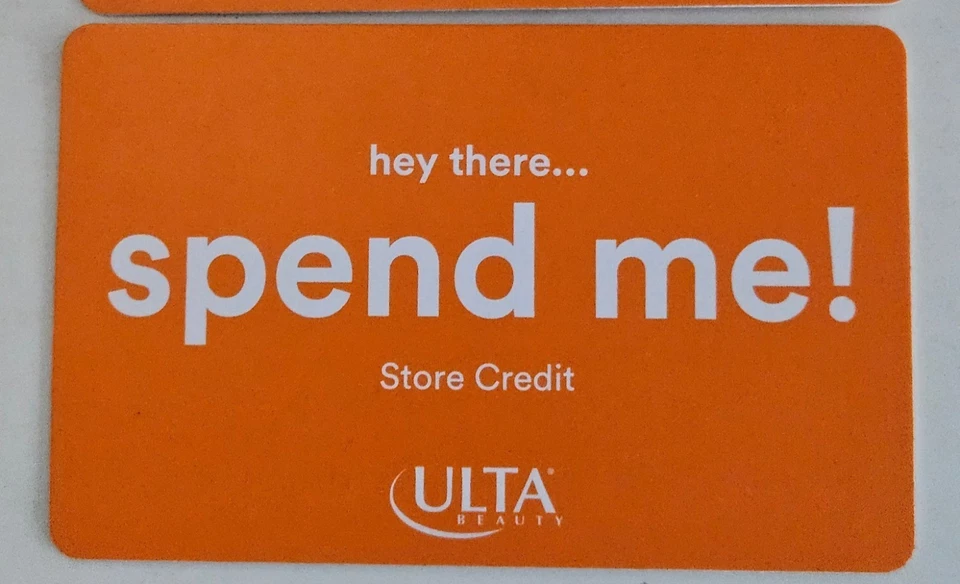 hey there...
spend me!
Store Credit
ULTA®
BEAUTY